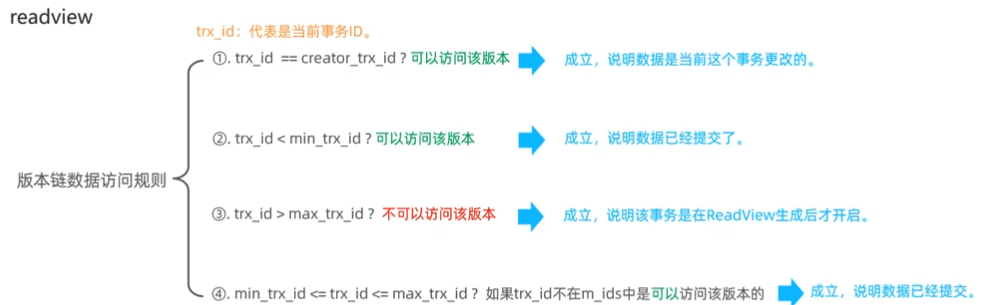 readview
trx_id：代表是当前事务ID。
①. trx_id == creator_trx_id ? 可以访问该版本 成立，说明数据是当前这个事务更改的。
②. trx_id < min_trx_id ? 可以访问该版本 成立，说明数据已经提交了。
版本链数据访问规则
③. trx_id > max_trx_id ? 不可以访问该版本 成立，说明该事务是在ReadView生成后才开启。
④. min_trx_id <= trx_id <= max_trx_id ? 如果trx_id不在m_ids中是可以访问该版本的 成立，说明数据已经提交。